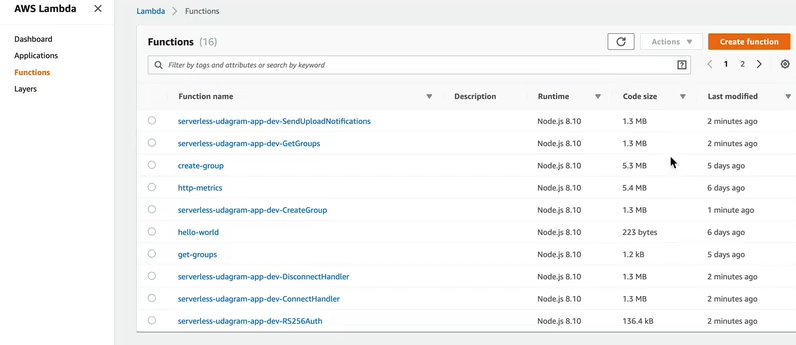 AWS Lambda
Lambda > Functions
Dashboard
Applications
Functions
Layers
Functions (16)
Actions
Create function
Filter by tags and attributes or search by keyword
1 2
Function name Description Runtime Code size Last modified
serverless-udagram-app-dev-SendUploadNotifications Node.js 8.10 1.3 MB 2 minutes ago
serverless-udagram-app-dev-GetGroups Node.js 8.10 1.3 MB 2 minutes ago
create-group Node.js 8.10 5.3 MB 5 days ago
http-metrics Node.js 8.10 5.4 MB 6 days ago
serverless-udagram-app-dev-CreateGroup Node.js 8.10 1.3 MB 1 minute ago
hello-world Node.js 8.10 223 bytes 6 days ago
get-groups Node.js 8.10 1.2 kB 5 days ago
serverless-udagram-app-dev-DisconnectHandler Node.js 8.10 1.3 MB 2 minutes ago
serverless-udagram-app-dev-ConnectHandler Node.js 8.10 1.3 MB 2 minutes ago
serverless-udagram-app-dev-RS256Auth Node.js 8.10 136.4 kB 2 minutes ago